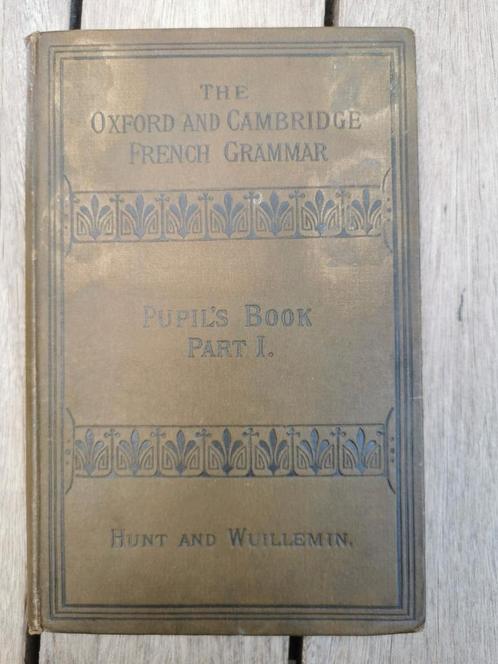 THE
OXFORD AND CAMBRIDGE
FRENCH GRAMMAR
PUPIL'S BOOK
PART I.
HUNT AND WUILLEMIN.